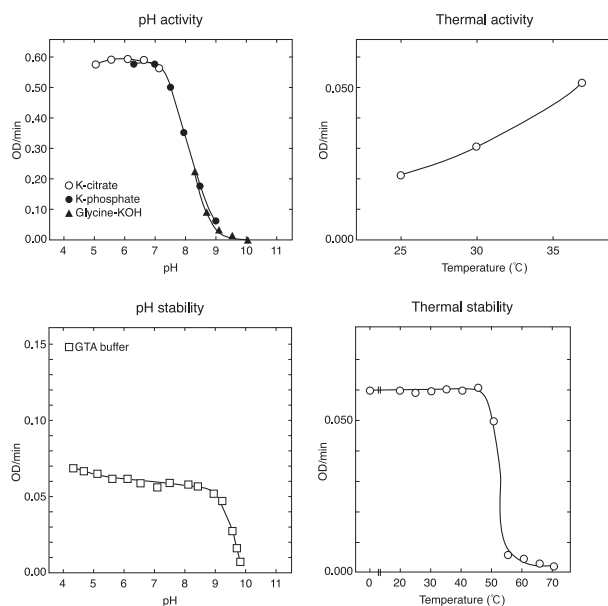 pH activity
0.60
0.50
0.40
0.30
0.20
0.10
0.00
OD/min
K-citrate
K-phosphate
Glycine-KOH
4 5 6 7 8 9 10 11
pH
Thermal activity
0.050
0.000
OD/min
25 30 35
Temperature (℃)
pH stability
0.15
0.10
0.05
0.00
OD/min
GTA buffer
4 5 6 7 8 9 10 11
pH
Thermal stability
0.050
0.000
OD/min
0 20 30 40 50 60 70
Temperature (℃)